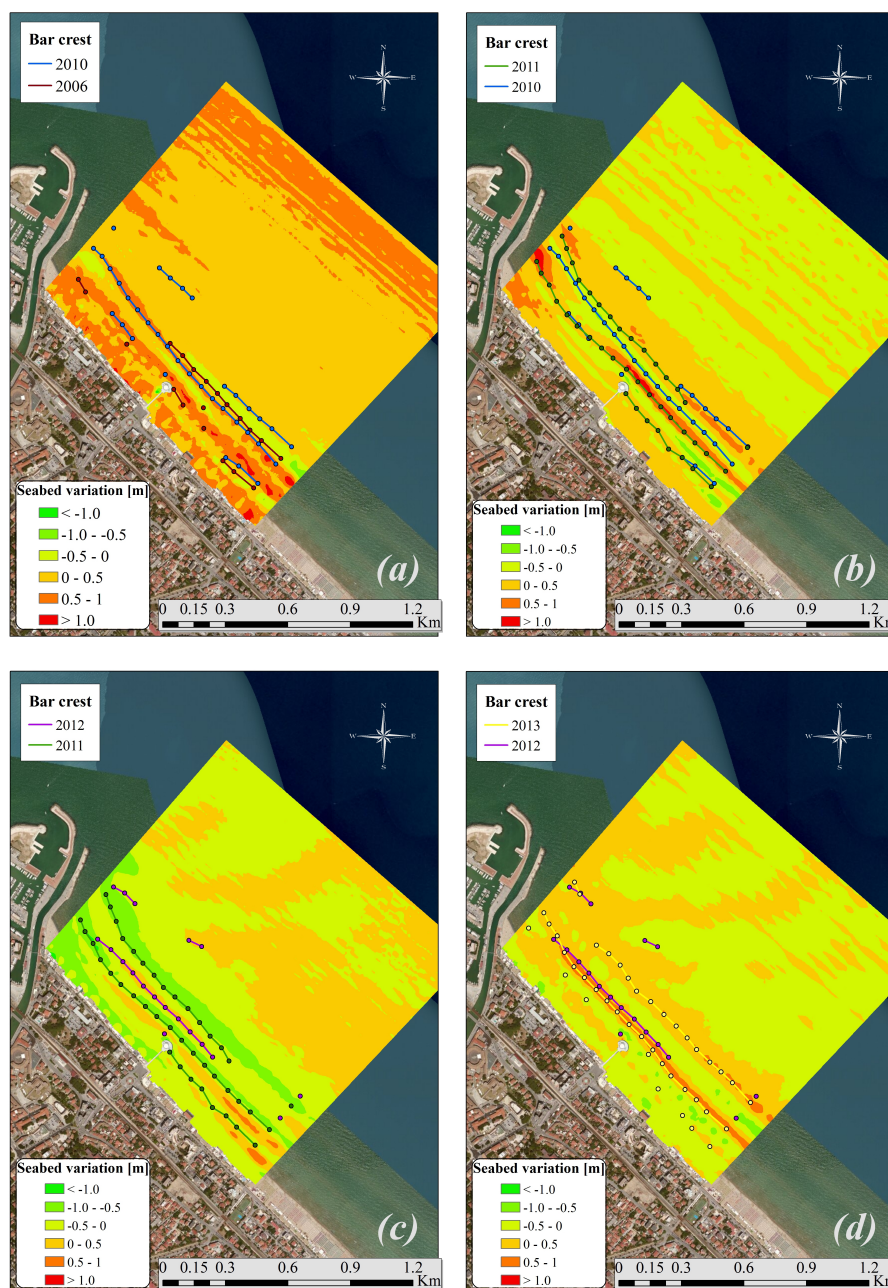 Bar crest
2010
2006
N
W E
S
Seabed variation [m]
< -1.0
-1.0 - -0.5
-0.5 - 0
0 - 0.5
0.5 - 1
> 1.0
(a)
0 0.15 0.3 0.6 0.9 1.2
Km
Bar crest
2011
2010
N
W E
S
Seabed variation [m]
< -1.0
-1.0 - -0.5
-0.5 - 0
0 - 0.5
0.5 - 1
> 1.0
(b)
0 0.15 0.3 0.6 0.9 1.2
Km
Bar crest
2012
2011
N
W E
S
Seabed variation [m]
< -1.0
-1.0 - -0.5
-0.5 - 0
0 - 0.5
0.5 - 1
> 1.0
(c)
0 0.15 0.3 0.6 0.9 1.2
Km
Bar crest
2013
2012
N
W E
S
Seabed variation [m]
< -1.0
-1.0 - -0.5
-0.5 - 0
0 - 0.5
0.5 - 1
> 1.0
(d)
0 0.15 0.3 0.6 0.9 1.2
Km